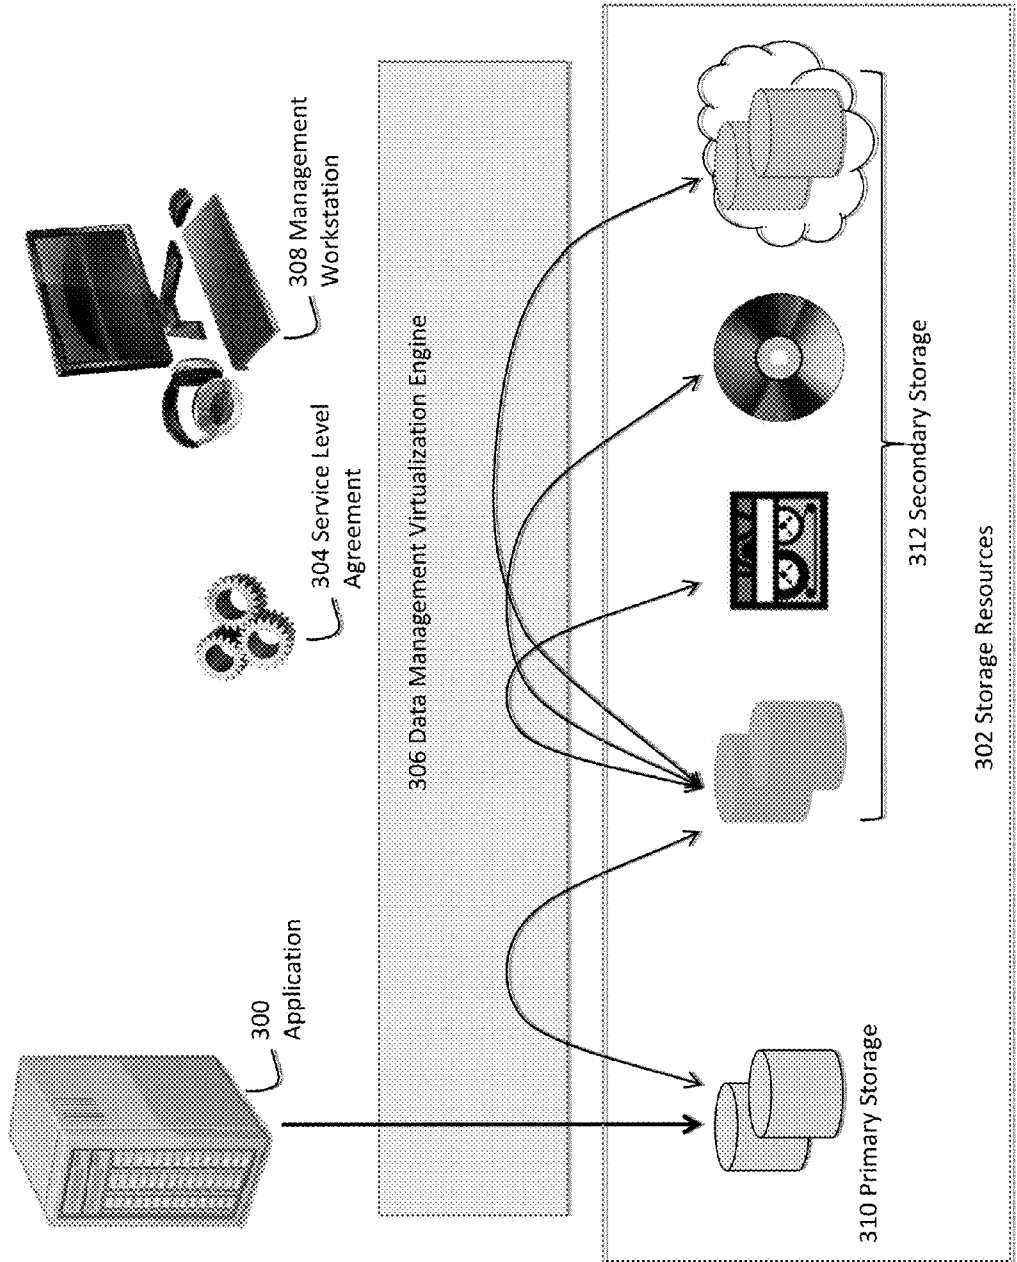 300
Application
304 Service Level
Agreement
308 Management
Workstation
306 Data Management Virtualization Engine
310 Primary Storage
312 Secondary Storage
302 Storage Resources